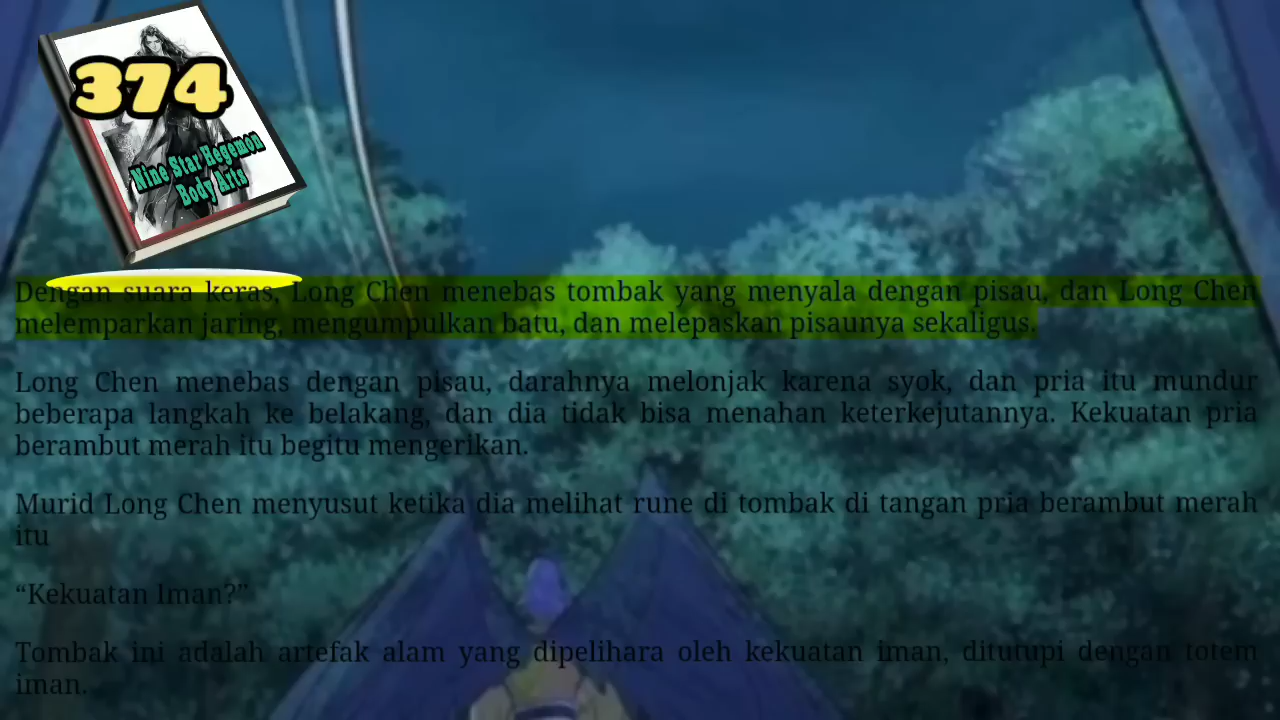 374
Nine Star Hegemon
Body Arts
Dengan suara keras, Long Chen menebas tombak yang menyala dengan pisau, dan Long Chen
melemparkan jaring, mengumpulkan batu, dan melepaskan pisaunya sekaligus.
Long Chen menebas dengan pisau, darahnya melonjak karena syok, dan pria itu mundur
beberapa langkah ke belakang, dan dia tidak bisa menahan keterkejutannya. Kekuatan pria
berambut merah itu begitu mengerikan.
Murid Long Chen menyusut ketika dia melihat rune di tombak di tangan pria berambut merah
itu
“Kekuatan Iman?”
Tombak ini adalah artefak alam yang dipelihara oleh kekuatan iman, ditutupi dengan totem
iman.